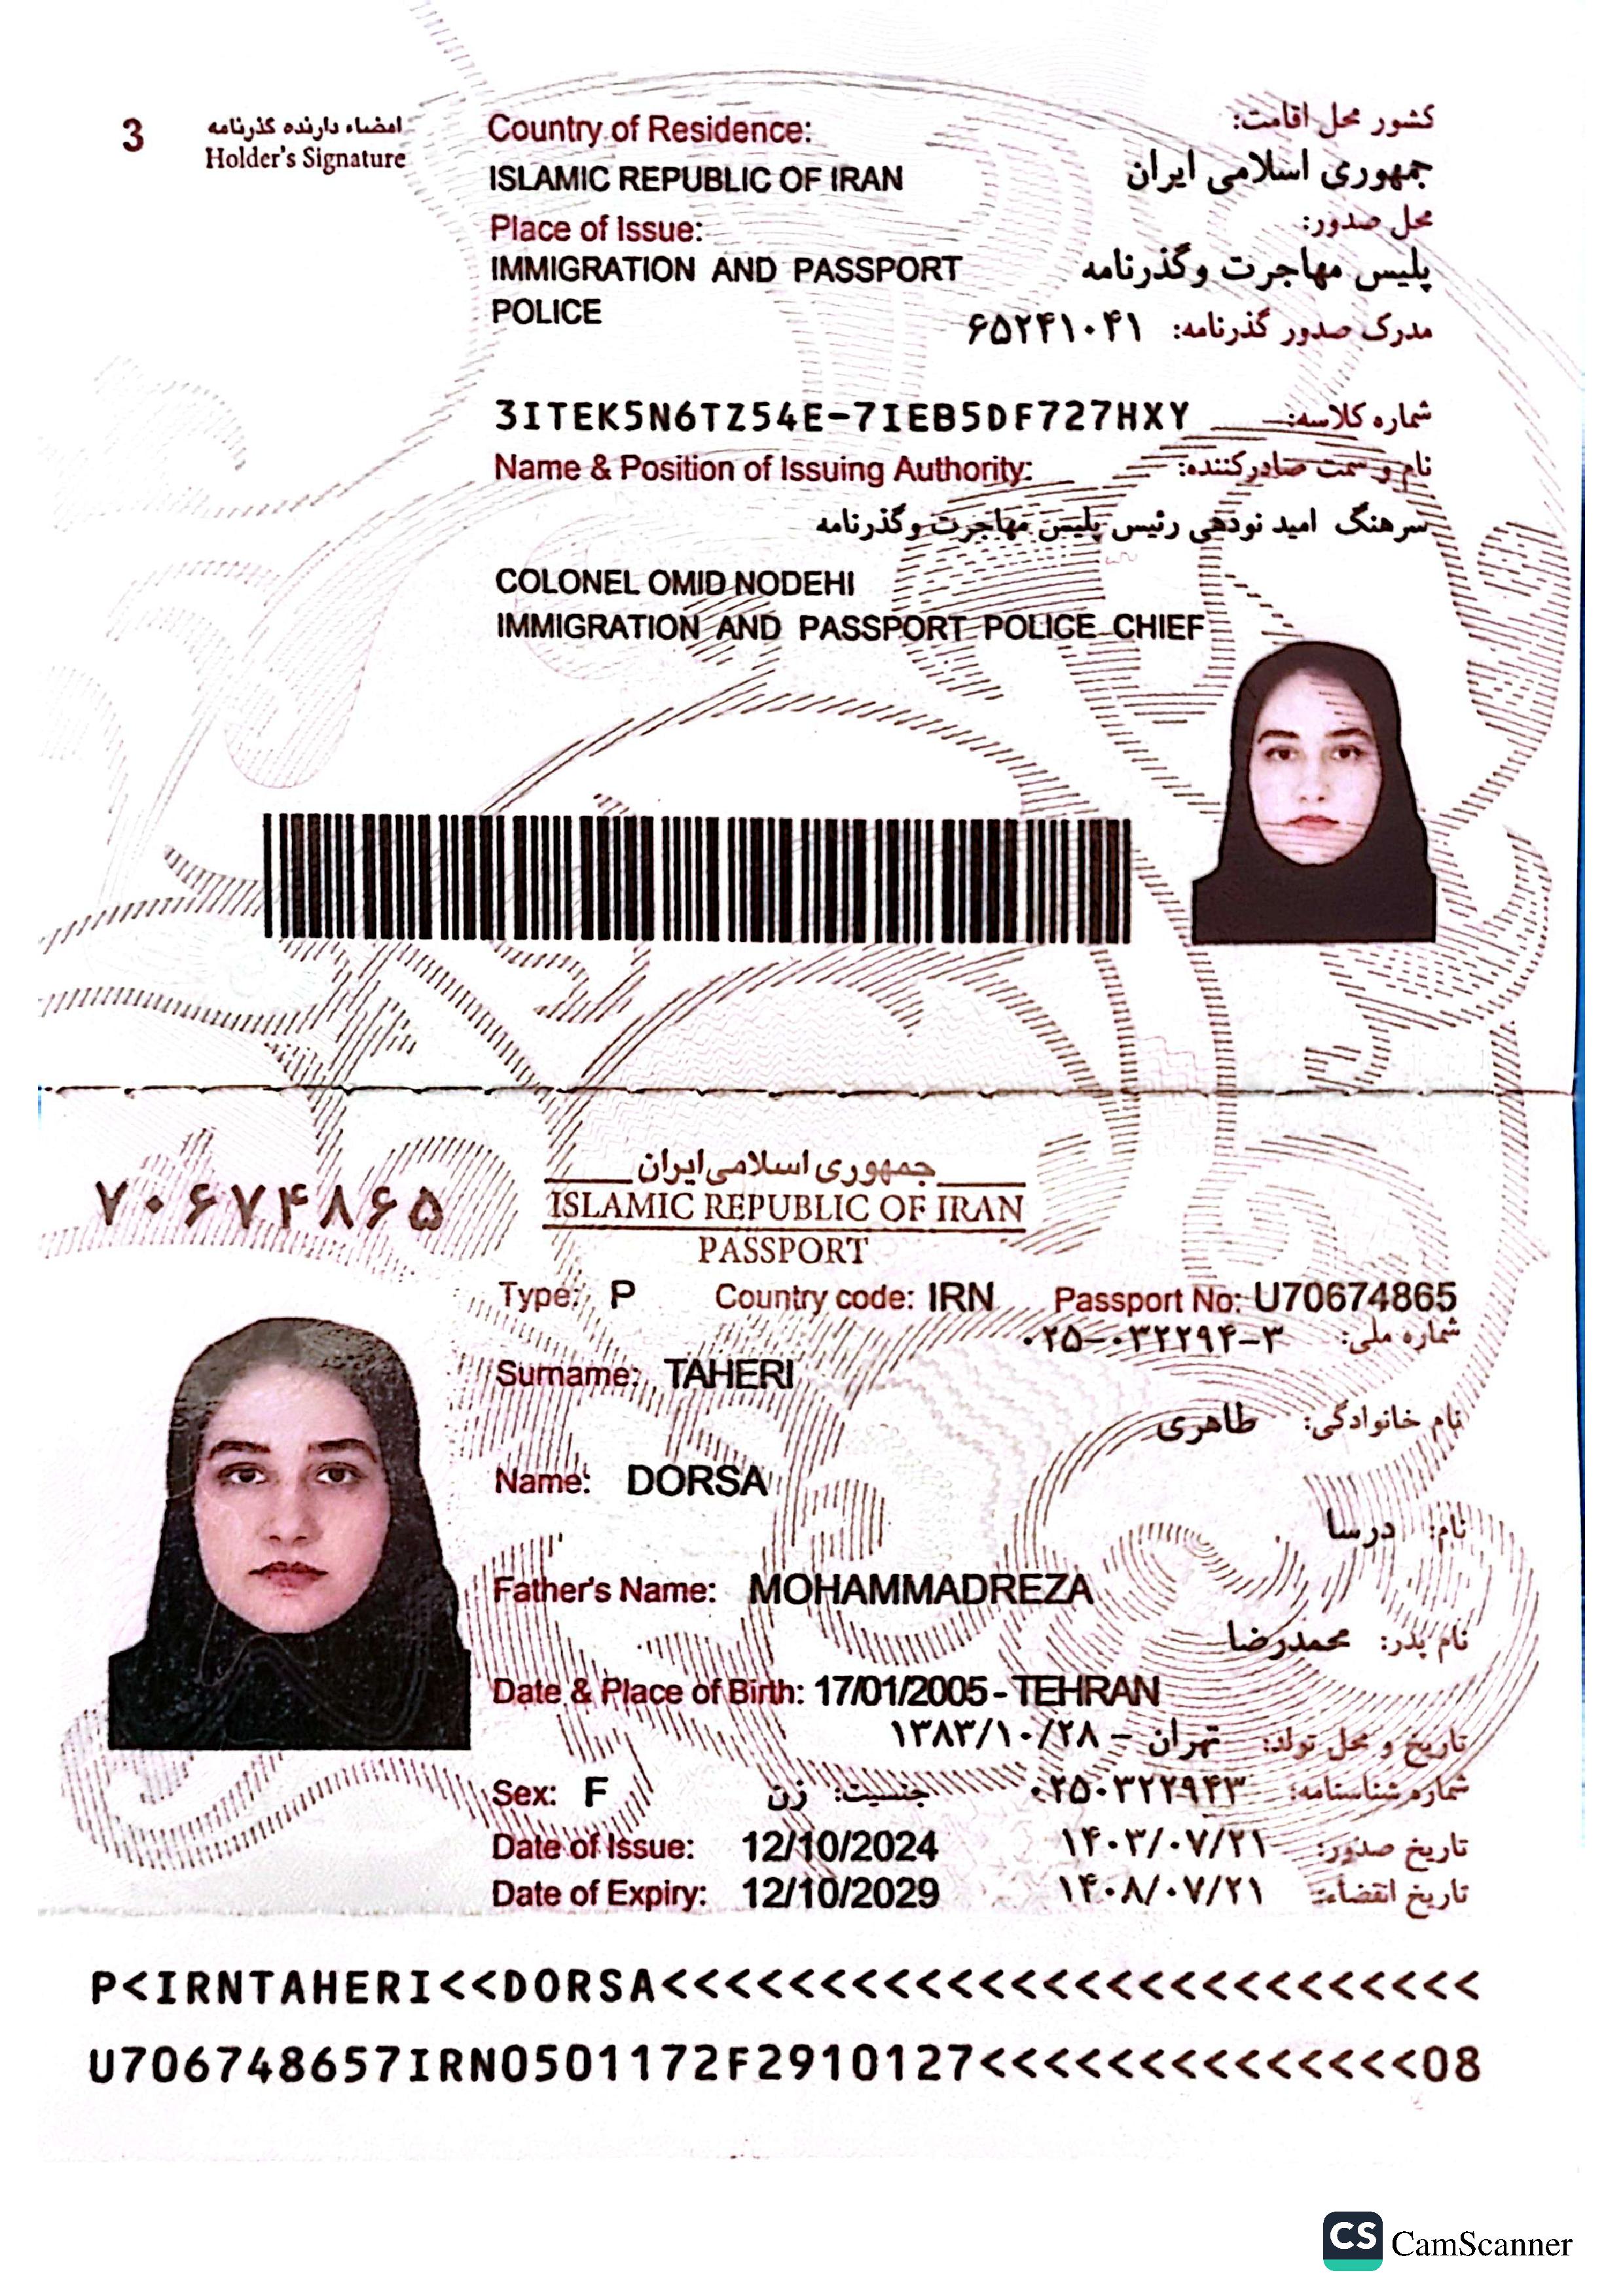 3
امضاء دارنده گذرنامه
Holder's Signature
Country of Residence:
کشور محل اقامت:
ISLAMIC REPUBLIC OF IRAN
جمهوری اسلامی ایران
Place of Issue:
محل صدور:
IMMIGRATION AND PASSPORT
POLICE
پلیس مهاجرت وگذرنامه
مدرک صدور گذرنامه: ۶۵۲۴۱۰۴۱
3ITEK5N6TZ54E-7IEB5DF727HXY
شماره کلاسه:
Name & Position of Issuing Authority:
نام و سمت صادرکننده:
سرهنگ امید نودهی رئیس پلیس مهاجرت وگذرنامه
COLONEL OMID NODEHI
IMMIGRATION AND PASSPORT POLICE CHIEF
۷۰۶۷۴۸۶۵
جمهوری اسلامی ایران
ISLAMIC REPUBLIC OF IRAN
PASSPORT
Type: P Country code: IRN Passport No: U70674865
شماره ملی: ۰۲۵-۰۳۲۲۹۴-۳
Surname: TAHERI
نام خانوادگی: طاهری
Name: DORSA
نام: درسا
Father's Name: MOHAMMADREZA
نام پدر: محمدرضا
Date & Place of Birth: 17/01/2005 - TEHRAN
تاریخ و محل تولد: تهران - ۱۳۸۳/۱۰/۲۸
Sex: F جنسیت: زن
شماره شناسنامه: ۰۲۵۰۳۲۲۹۴۳
Date of Issue: 12/10/2024
تاریخ صدور: ۱۴۰۳/۰۷/۲۱
Date of Expiry: 12/10/2029
تاریخ انقضاء: ۱۴۰۸/۰۷/۲۱
P<IRNTAHERI<<DORSA<<<<<<<<<<<<<<<<<<<<<<<<<<
U706748657IRN0501172F2910127<<<<<<<<<<<<<<08
CS CamScanner